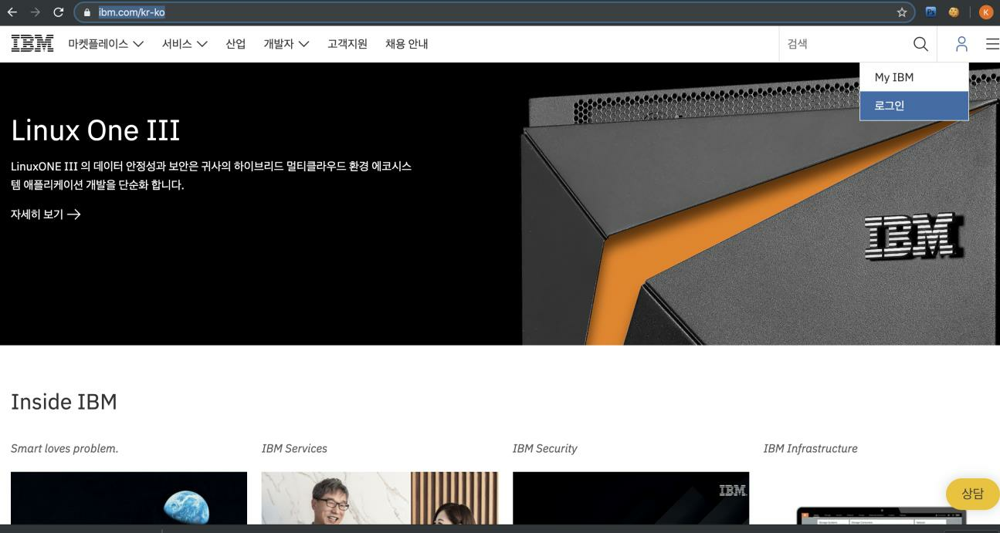 ibm.com/kr-ko
K
IBM 마켓플레이스 서비스 산업 개발자 고객지원 채용 안내 검색
My IBM
로그인
Linux One III
LinuxONE III 의 데이터 안정성과 보안은 귀사의 하이브리드 멀티클라우드 환경 에코시스
템 애플리케이션 개발을 단순화 합니다.
자세히 보기
IBM
Inside IBM
Smart loves problem. IBM Services IBM Security IBM Infrastructure
IBM
상담